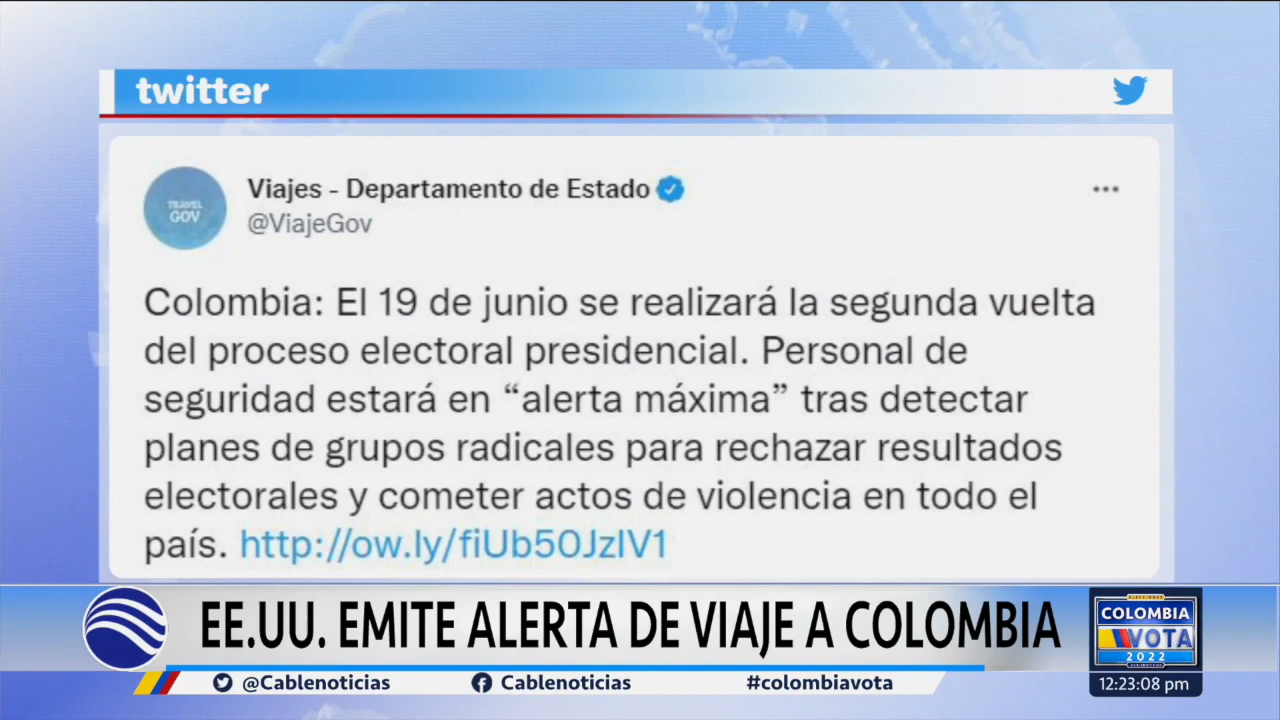 twitter
TRAVEL
GOV
Viajes - Departamento de Estado
@ViajeGov
Colombia: El 19 de junio se realizará la segunda vuelta
del proceso electoral presidencial. Personal de
seguridad estará en “alerta máxima” tras detectar
planes de grupos radicales para rechazar resultados
electorales y cometer actos de violencia en todo el
país. http://ow.ly/fiUb50JzIV1
EE.UU. EMITE ALERTA DE VIAJE A COLOMBIA
@Cablenoticias Cablenoticias #colombiavota
ELECCIONES
COLOMBIA
VOTA
2022
CABLENOTICIAS
12:23:08 pm